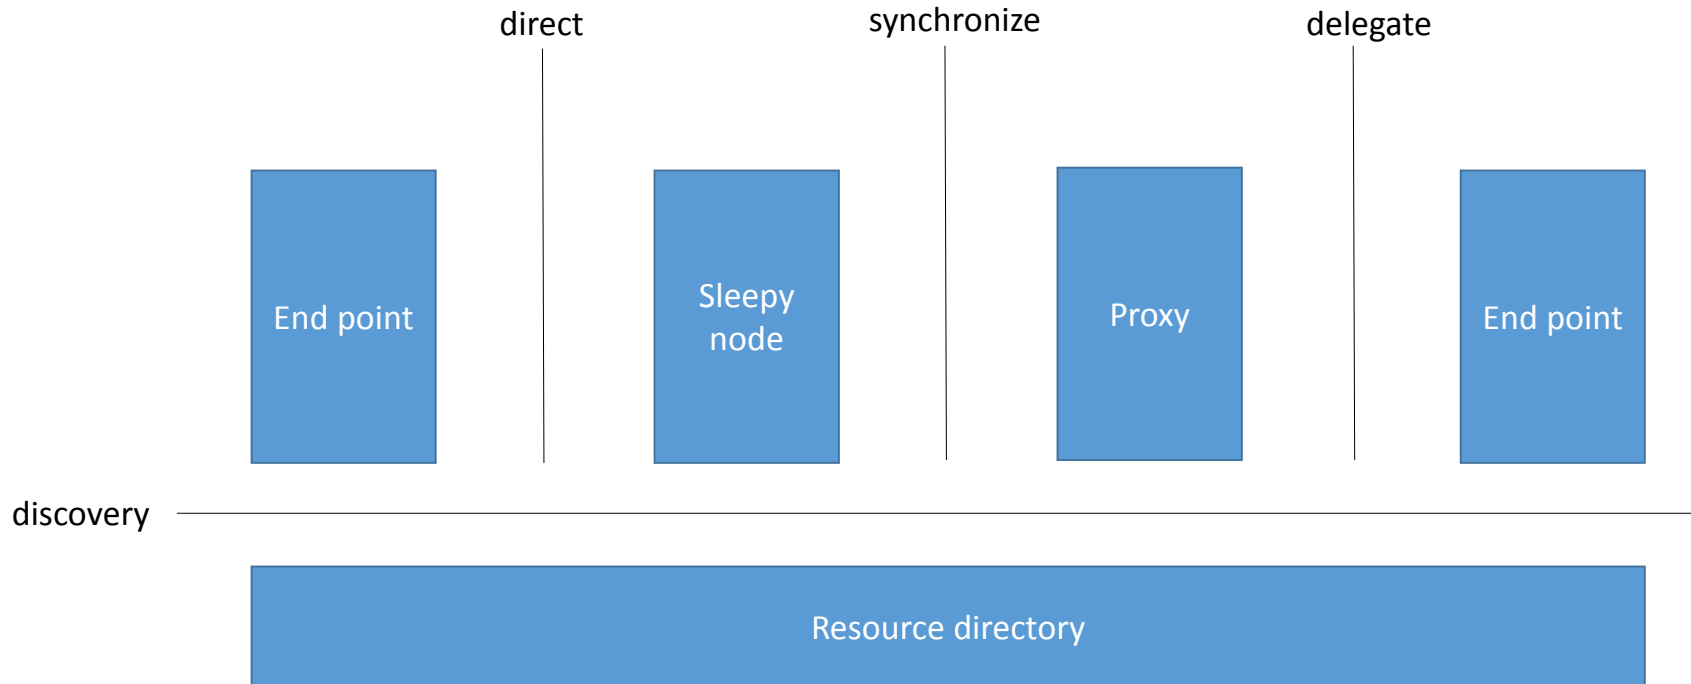 direct
synchronize
delegate
End point
Sleepy
node
Proxy
End point
discovery
Resource directory